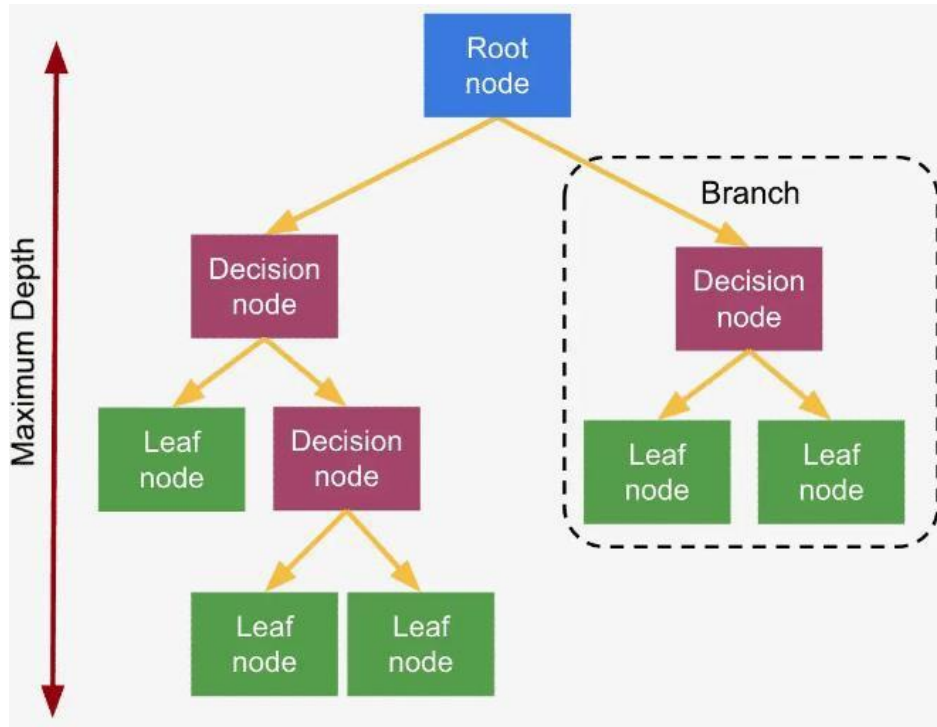 Root
node
Branch
Maximum Depth
Decision
node
Decision
node
Leaf
node
Decision
node
Leaf
node
Leaf
node
Leaf
node
Leaf
node